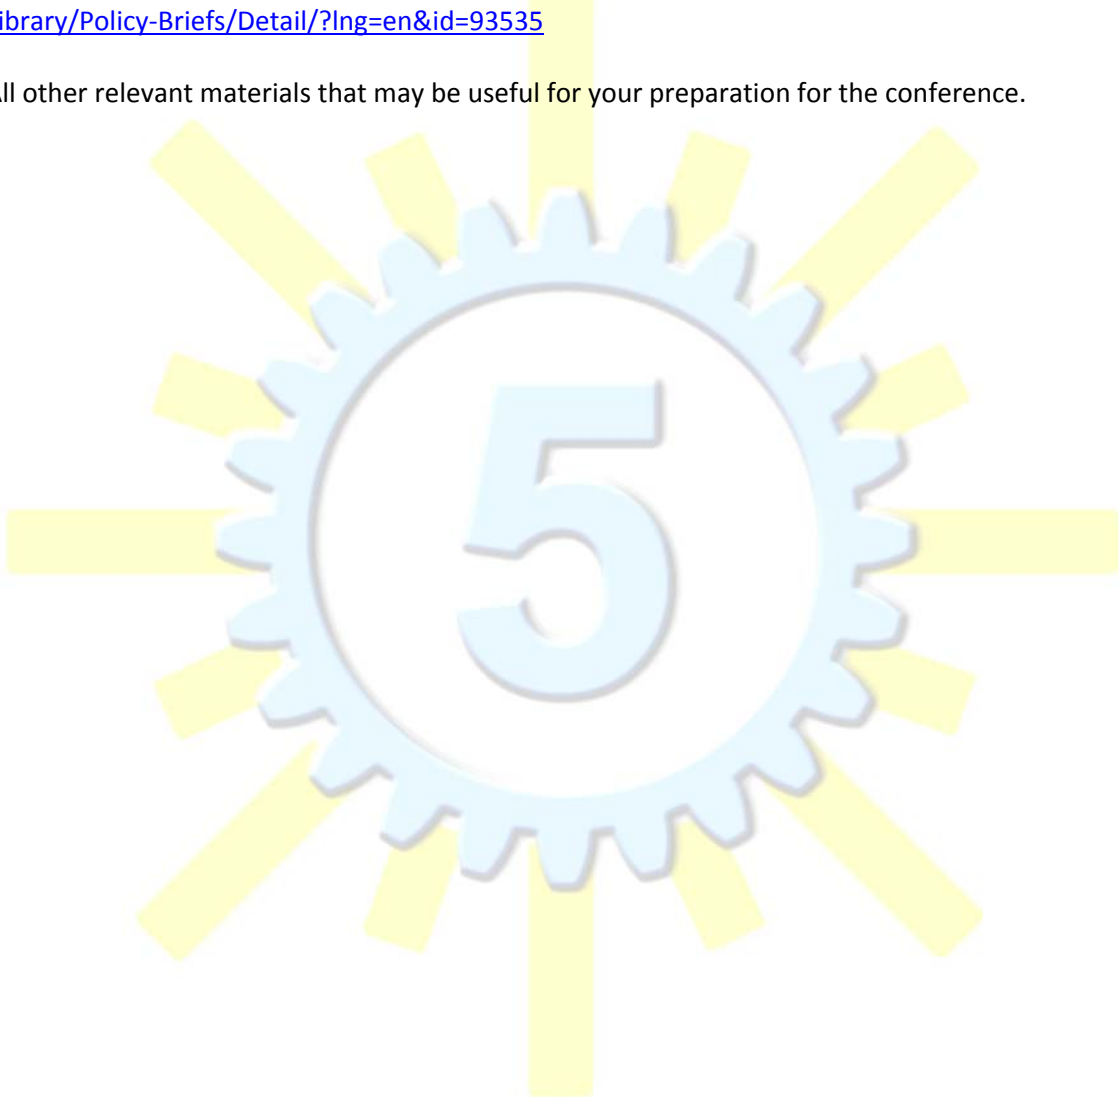 ibrary/Policy-Briefs/Detail/?lng=en&id=93535
All other relevant materials that may be useful for your preparation for the conference.
5